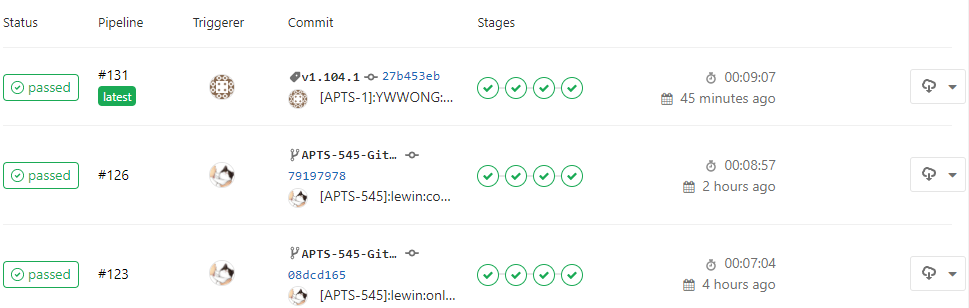 Status Pipeline Triggerer Commit Stages
passed #131 latest v1.104.1 27b453eb 00:09:07
[APTS-1]:YWWONG:... 45 minutes ago
passed #126 APTS-545-Git... 00:08:57
79197978
[APTS-545]:lewin:co... 2 hours ago
passed #123 APTS-545-Git... 00:07:04
08dcd165
[APTS-545]:lewin:onl... 4 hours ago